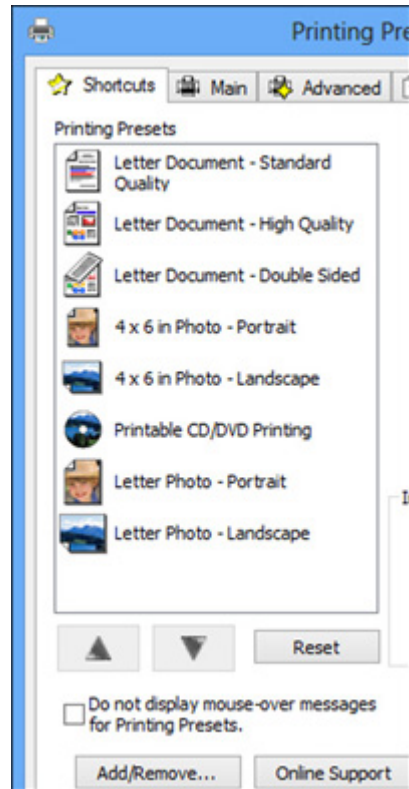 Printing Pre
Shortcuts Main Advanced
Printing Presets
Letter Document - Standard
Quality
Letter Document - High Quality
Letter Document - Double Sided
4 x 6 in Photo - Portrait
4 x 6 in Photo - Landscape
Printable CD/DVD Printing
Letter Photo - Portrait
Letter Photo - Landscape
Reset
Do not display mouse-over messages
for Printing Presets.
Add/Remove... Online Support